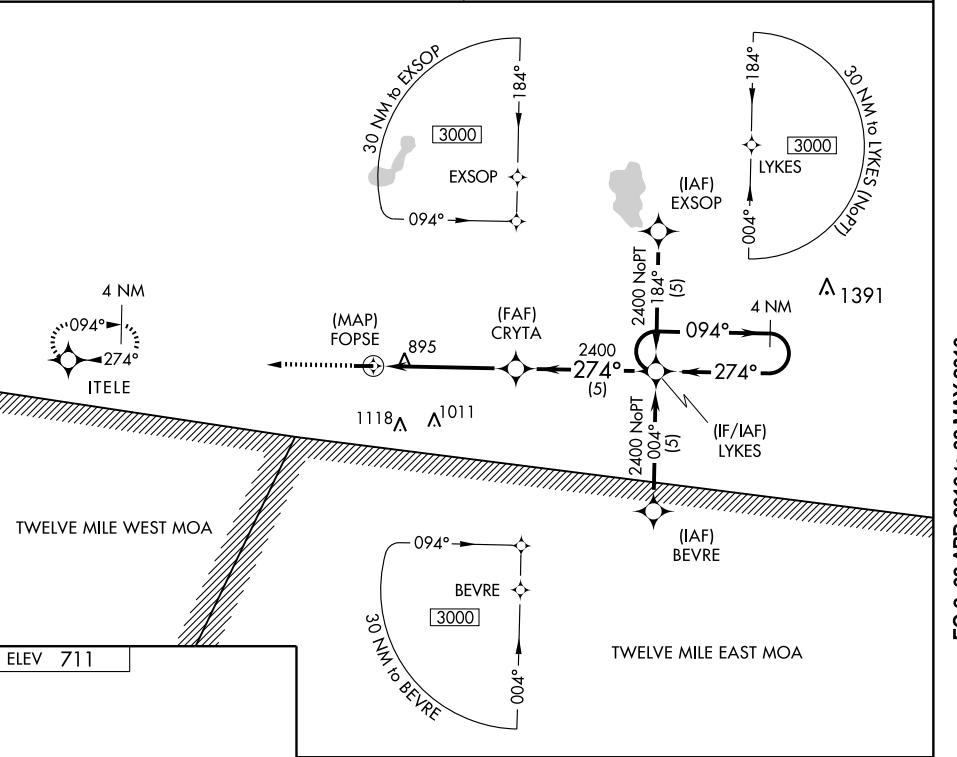 30 NM to EXSOP
184°
3000
EXSOP
094°
184°
30 NM to LYKES (NoPT)
3000
LYKES
004°
(IAF)
EXSOP
2400 NoPT
184°
(5)
1391
4 NM
094°
274°
ITELE
(MAP)
FOPSE
895
(FAF)
CRYTA
2400
274°
(5)
094°
4 NM
274°
1118
1011
2400 NoPT
004°
(5)
(IF/IAF)
LYKES
TWELVE MILE WEST MOA
(IAF)
BEVRE
094°
BEVRE
3000
30 NM to BEVRE
004°
TWELVE MILE EAST MOA
ELEV 711